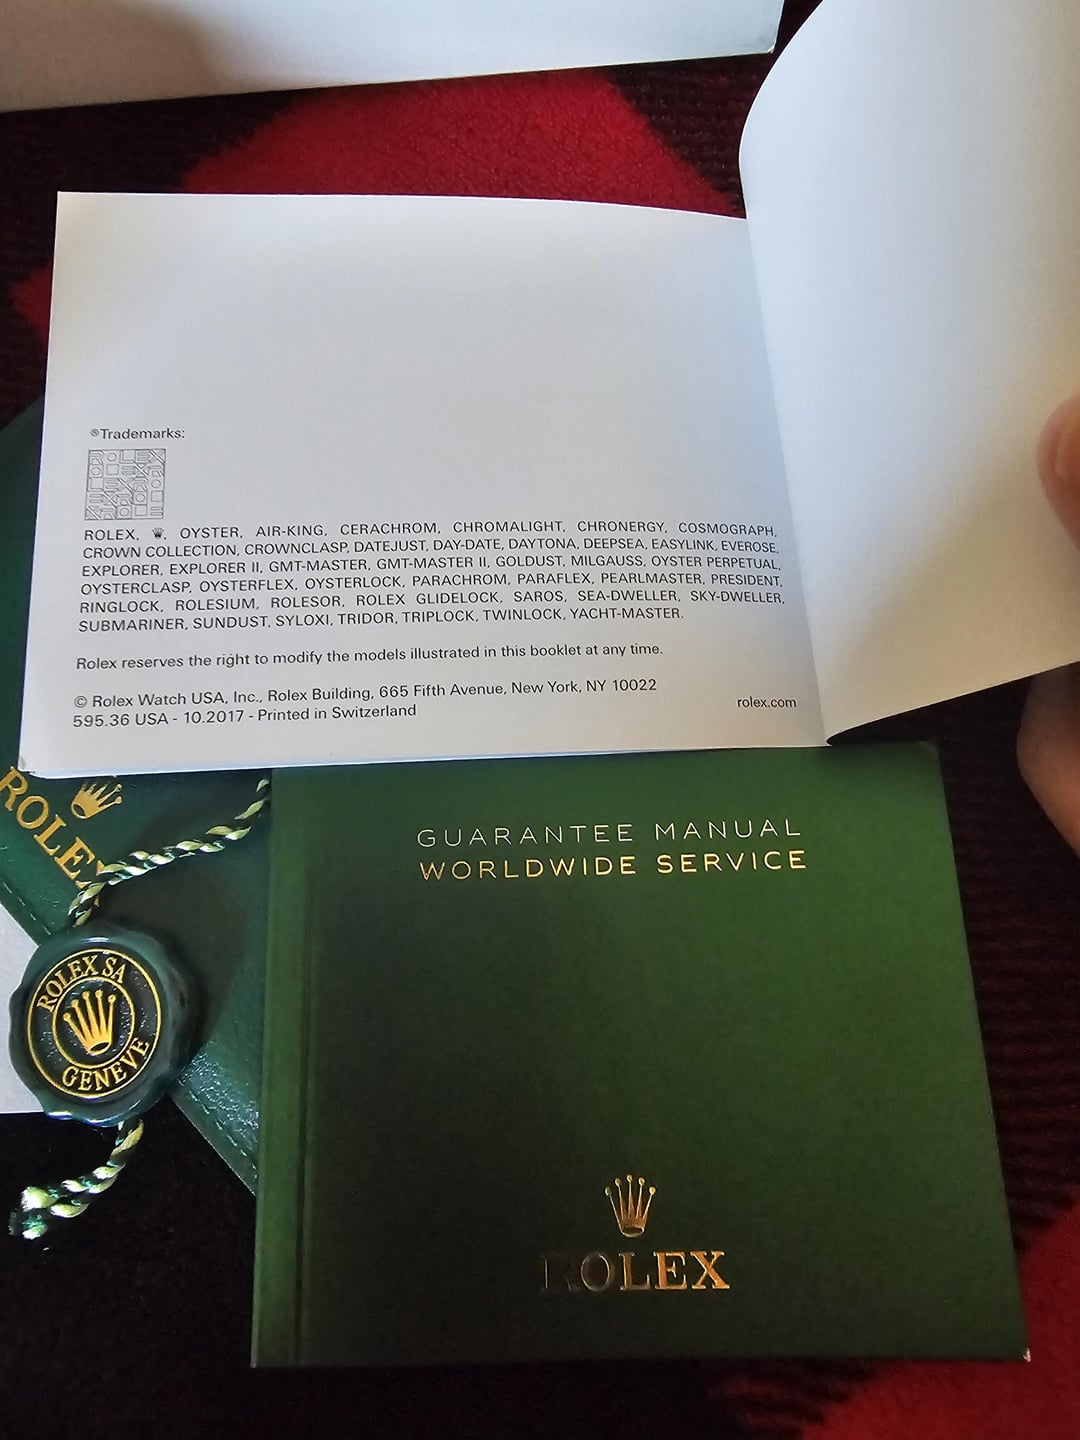 ®Trademarks:
ROLEX, OYSTER, AIR-KING, CERACHROM, CHROMALIGHT, CHRONERGY, COSMOGRAPH,
CROWN COLLECTION, CROWNCLASP, DATEJUST, DAY-DATE, DAYTONA, DEEPSEA, EASYLINK, EVEROSE,
EXPLORER, EXPLORER II, GMT-MASTER, GMT-MASTER II, GOLDUST, MILGAUSS, OYSTER PERPETUAL,
OYSTERCLASP, OYSTERFLEX, OYSTERLOCK, PARACHROM, PARAFLEX, PEARLMASTER, PRESIDENT,
RINGLOCK, ROLESIUM, ROLESOR, ROLEX GLIDELOCK, SAROS, SEA-DWELLER, SKY-DWELLER,
SUBMARINER, SUNDUST, SYLOXI, TRIDOR, TRIPLOCK, TWINLOCK, YACHT-MASTER.
Rolex reserves the right to modify the models illustrated in this booklet at any time.
© Rolex Watch USA, Inc., Rolex Building, 665 Fifth Avenue, New York, NY 10022
595.36 USA - 10.2017 - Printed in Switzerland
rolex.com
ROLEX
GUARANTEE MANUAL
WORLDWIDE SERVICE
ROLEX SA
GENEVE
ROLEX